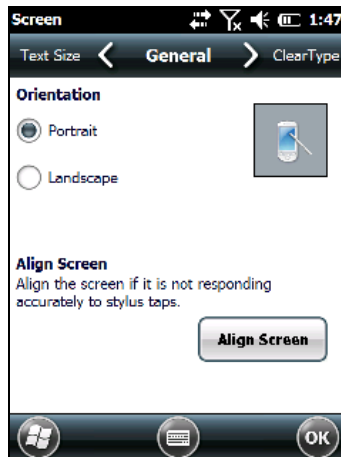 Screen 1:47
Text Size General ClearType
Orientation
Portrait
Landscape
Align Screen
Align the screen if it is not responding
accurately to stylus taps.
Align Screen
OK